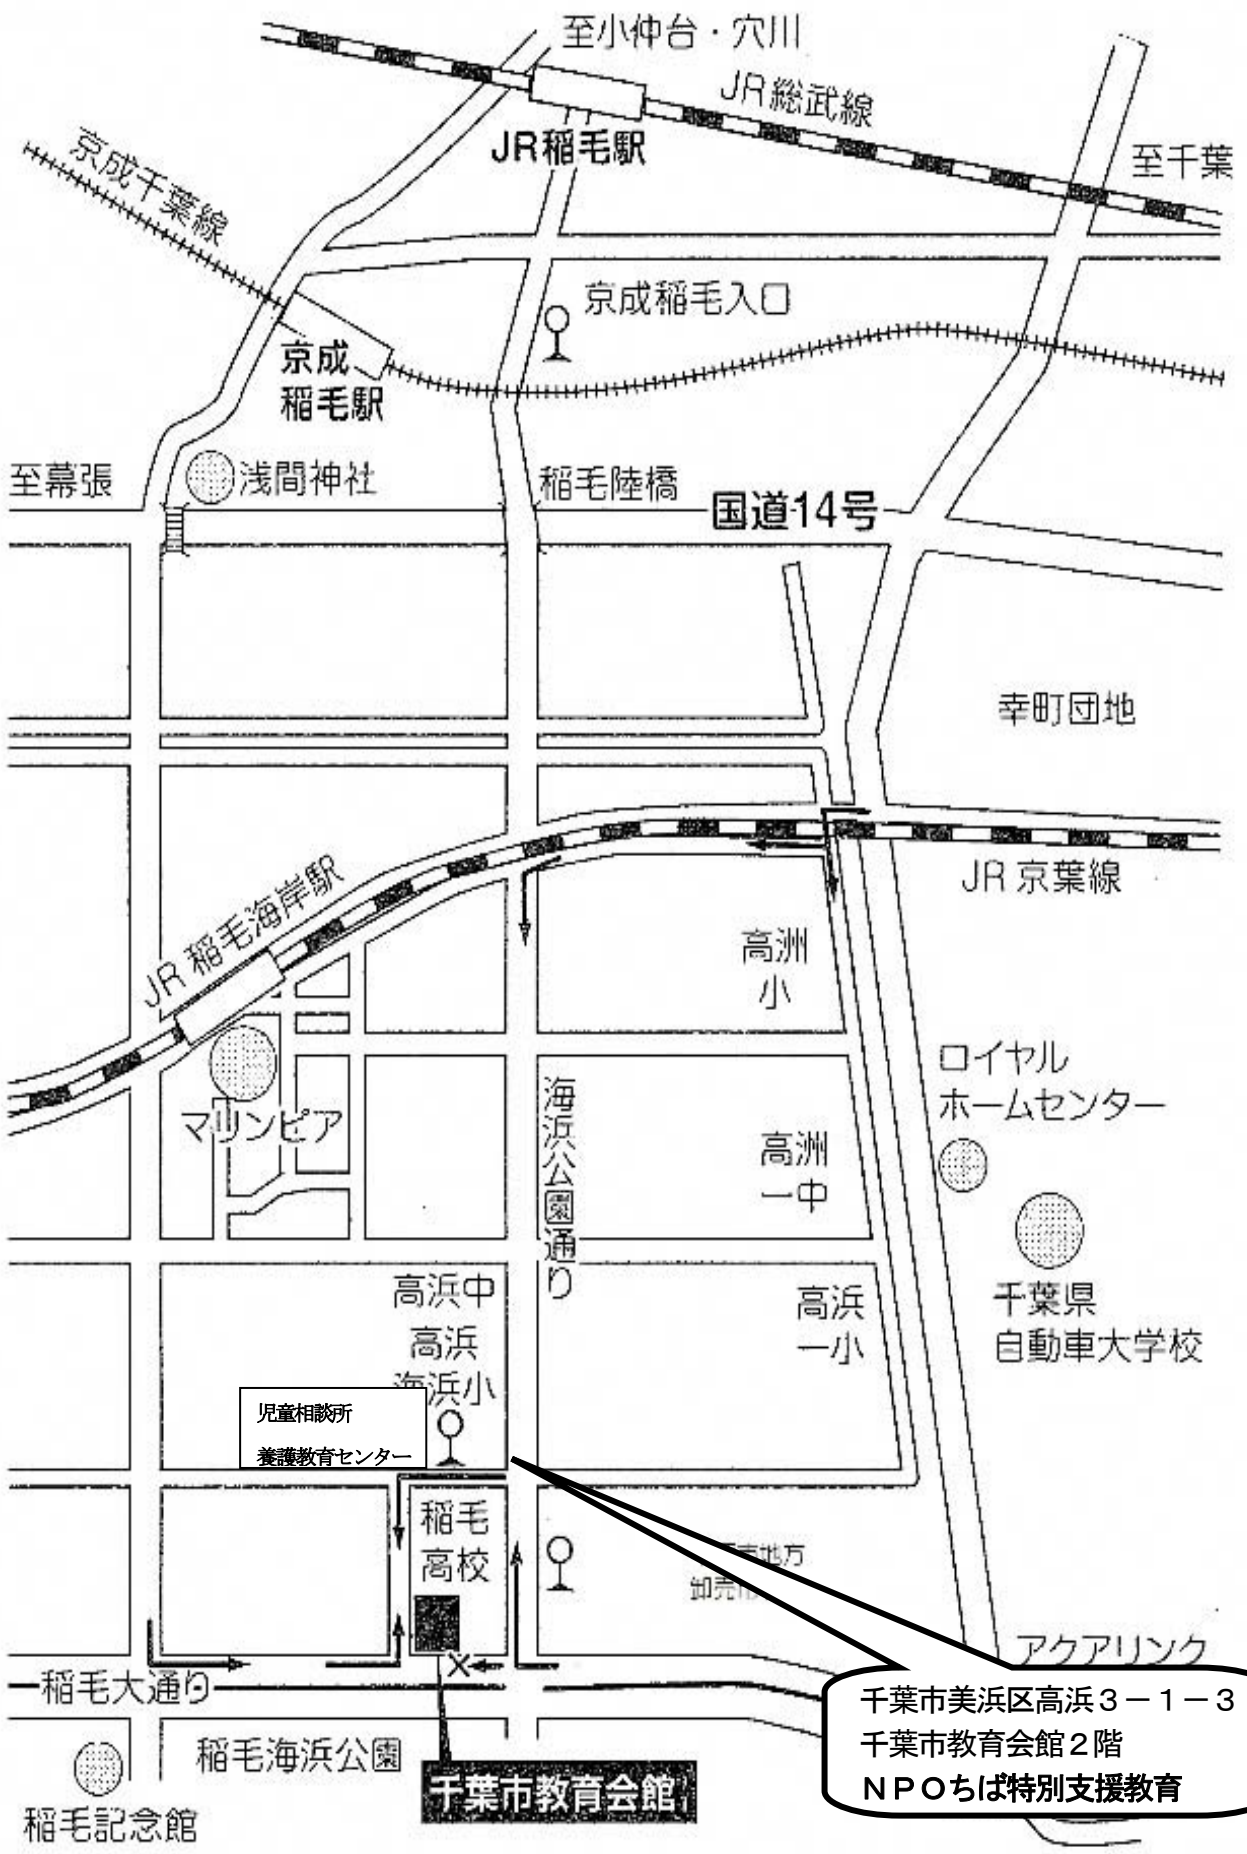 至小仲台・穴川
JR総武線
JR稲毛駅
至千葉
京成千葉線
京成稲毛入口
京成
稲毛駅
至幕張
浅間神社
稲毛陸橋
国道14号
幸町団地
JR 京葉線
JR 稲毛海岸駅
高洲
小
ロイヤル
ホームセンター
マリンピア
海浜公園通り
高洲
一中
高浜中
高浜
海浜小
高浜
一小
千葉県
自動車大学校
児童相談所
養護教育センター
稲毛
高校
市地方
卸売市
アクアリンク
稲毛大通り
千葉市美浜区高浜3-1-3
千葉市教育会館2階
NPOちば特別支援教育
稲毛海浜公園
千葉市教育会館
稲毛記念館